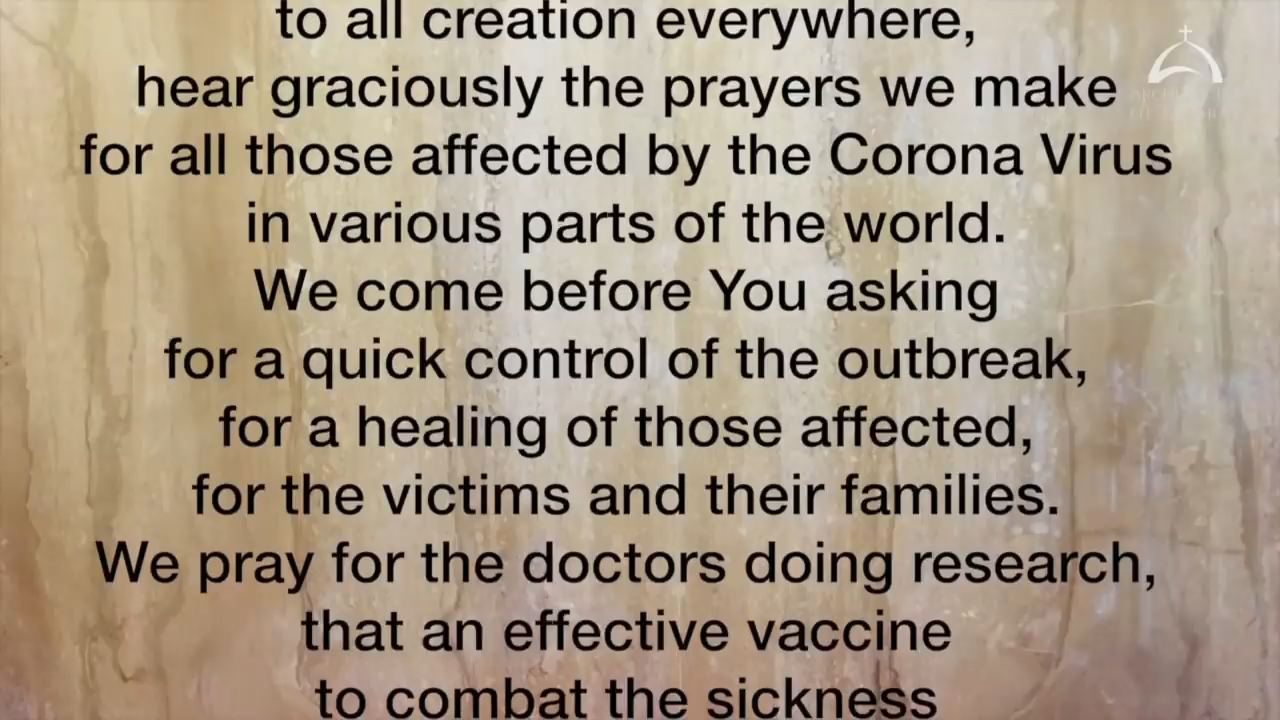 to all creation everywhere,
hear graciously the prayers we make
for all those affected by the Corona Virus
in various parts of the world.
We come before You asking
for a quick control of the outbreak,
for a healing of those affected,
for the victims and their families.
We pray for the doctors doing research,
that an effective vaccine
to combat the sickness